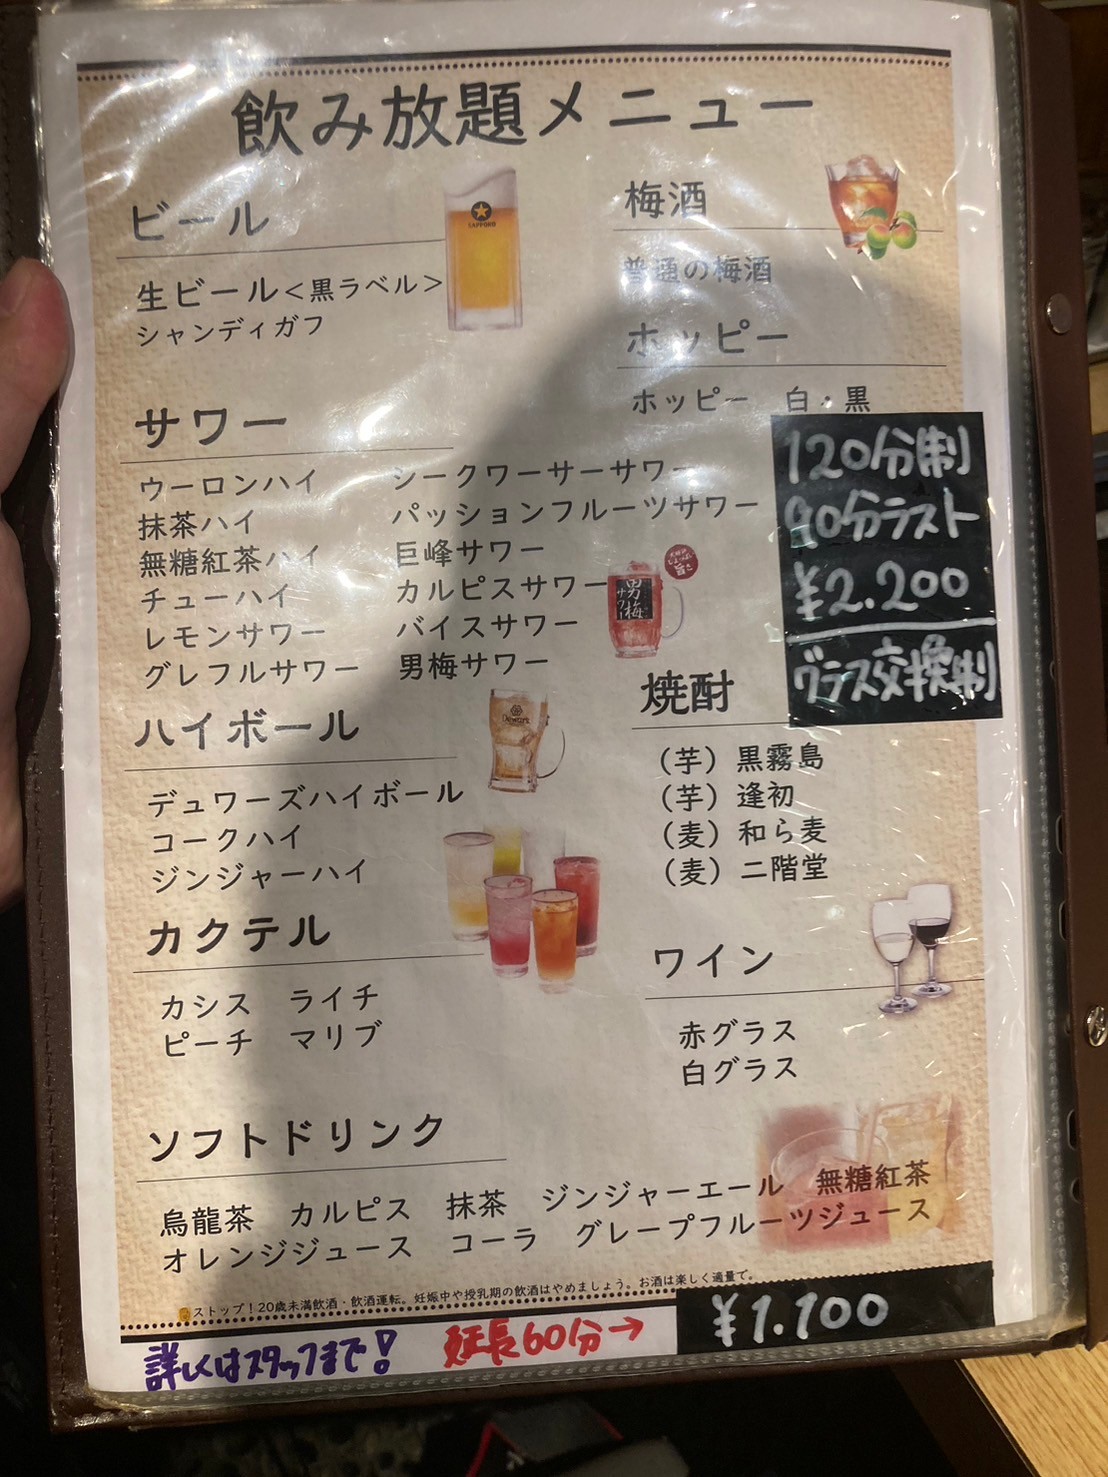 飲み放題メニュー
ビール
SAPPORO
生ビール<黒ラベル>
シャンディガフ
梅酒
普通の梅酒
ホッピー
ホッピー 白・黒
120分制
90分ラスト
¥2.200
グラス交換制
サワー
ウーロンハイ
抹茶ハイ
無糖紅茶ハイ
チューハイ
レモンサワー
グレフルサワー
シークワーサーサワー
パッションフルーツサワー
巨峰サワー
カルピスサワー
バイスサワー
男梅サワー
男梅
サワー
ハイボール
デュワーズハイボール
コークハイ
ジンジャーハイ
焼酎
(芋) 黒霧島
(芋) 逢初
(麦) 和ら麦
(麦) 二階堂
カクテル
カシス ライチ
ピーチ マリブ
ワイン
赤グラス
白グラス
ソフトドリンク
烏龍茶 カルピス 抹茶 ジンジャーエール 無糖紅茶
オレンジジュース コーラ グレープフルーツジュース
ストップ!20歳未満飲酒・飲酒運転。妊娠中や授乳期の飲酒はやめましょう。お酒は楽しく適量で。
詳しくはスタッフまで!
延長60分→
¥1.100